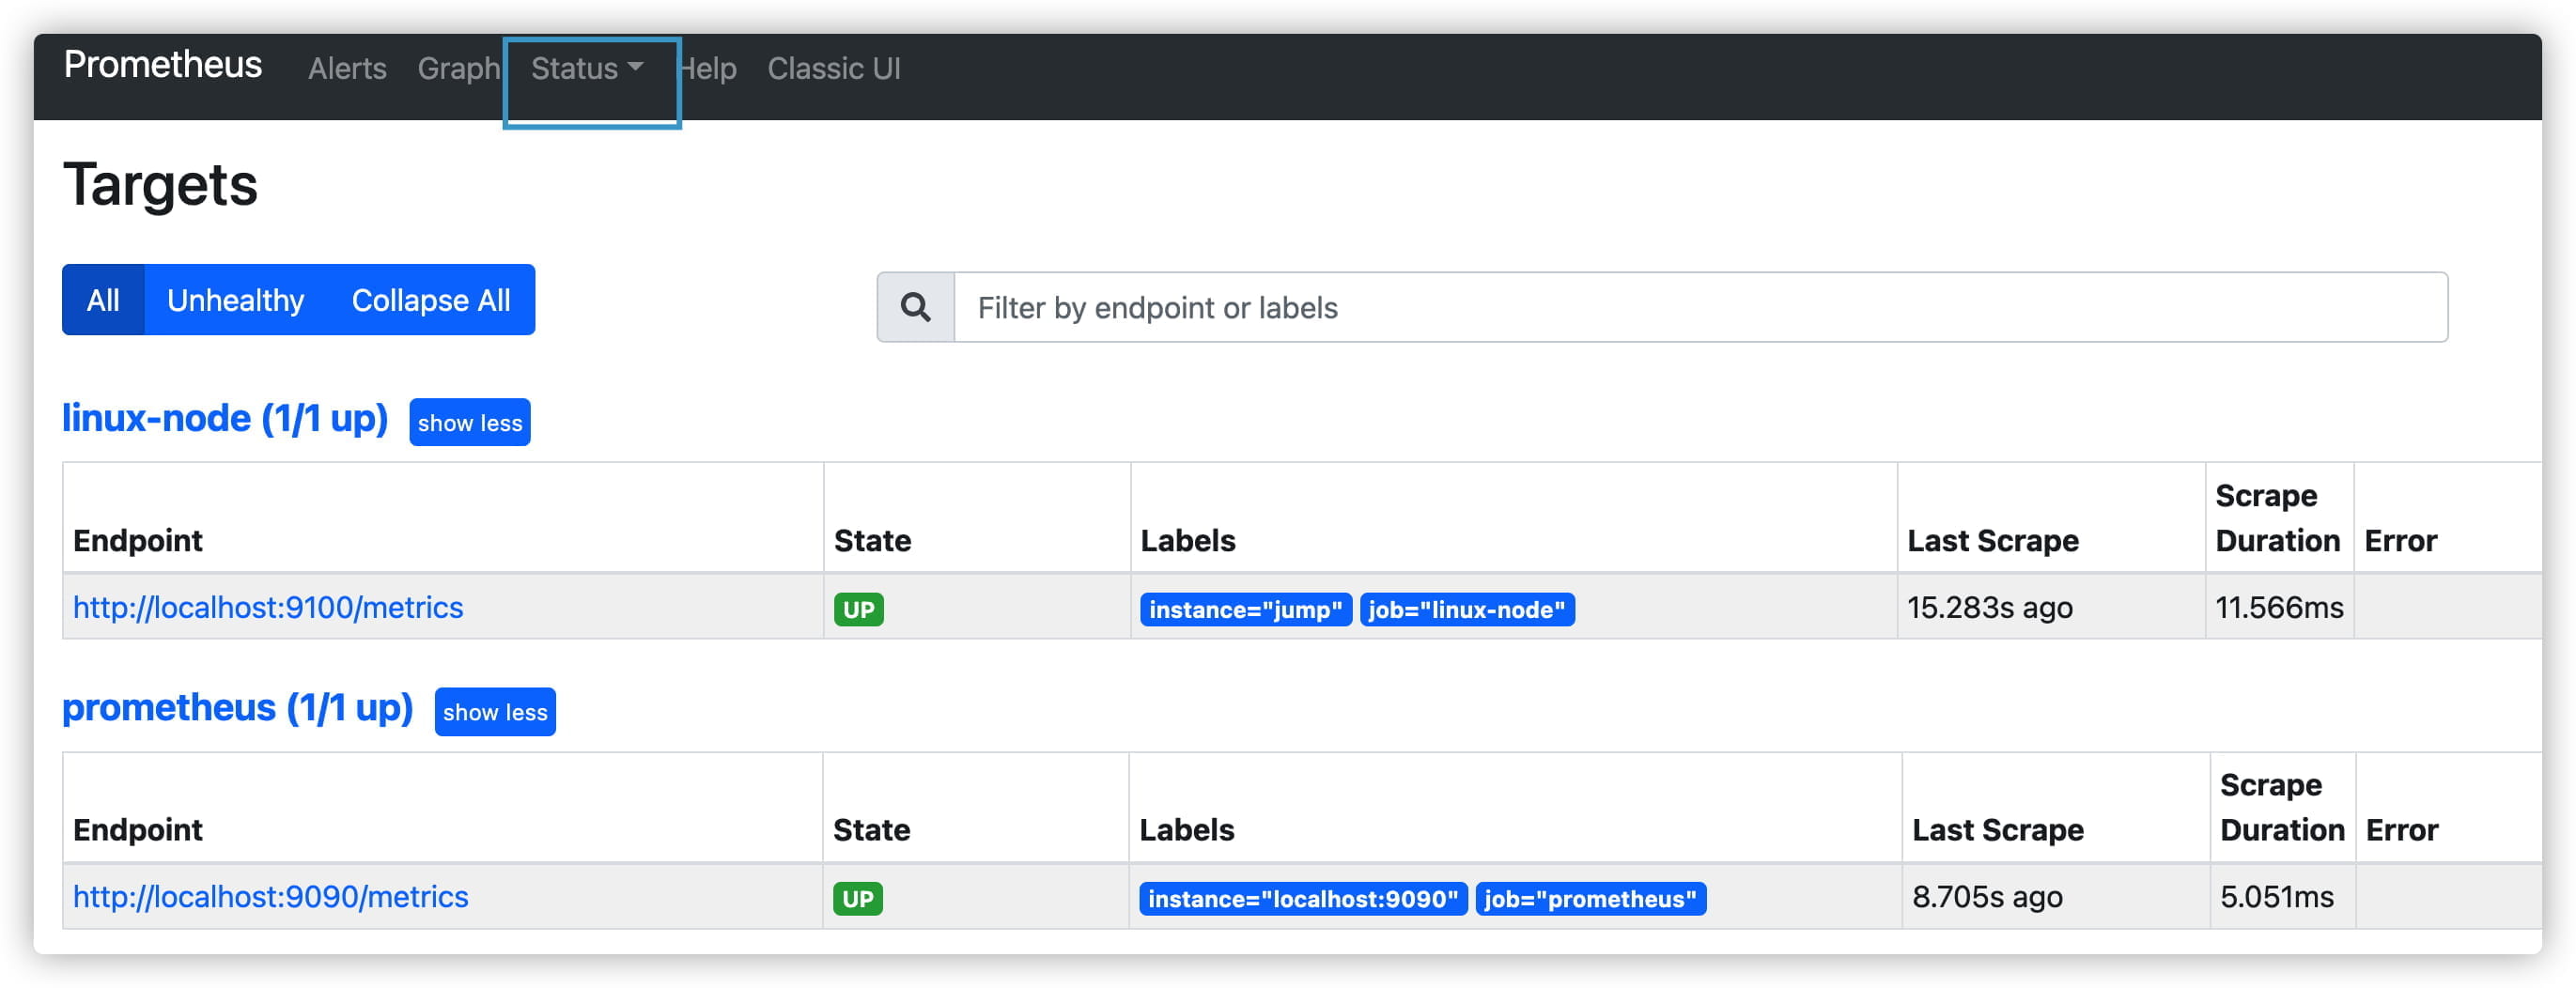 Prometheus Alerts Graph Status Help Classic UI
Targets
All Unhealthy Collapse All
Filter by endpoint or labels
linux-node (1/1 up) show less
Endpoint State Labels Last Scrape Scrape Duration Error
http://localhost:9100/metrics UP instance="jump" job="linux-node" 15.283s ago 11.566ms
prometheus (1/1 up) show less
Endpoint State Labels Last Scrape Scrape Duration Error
http://localhost:9090/metrics UP instance="localhost:9090" job="prometheus" 8.705s ago 5.051ms